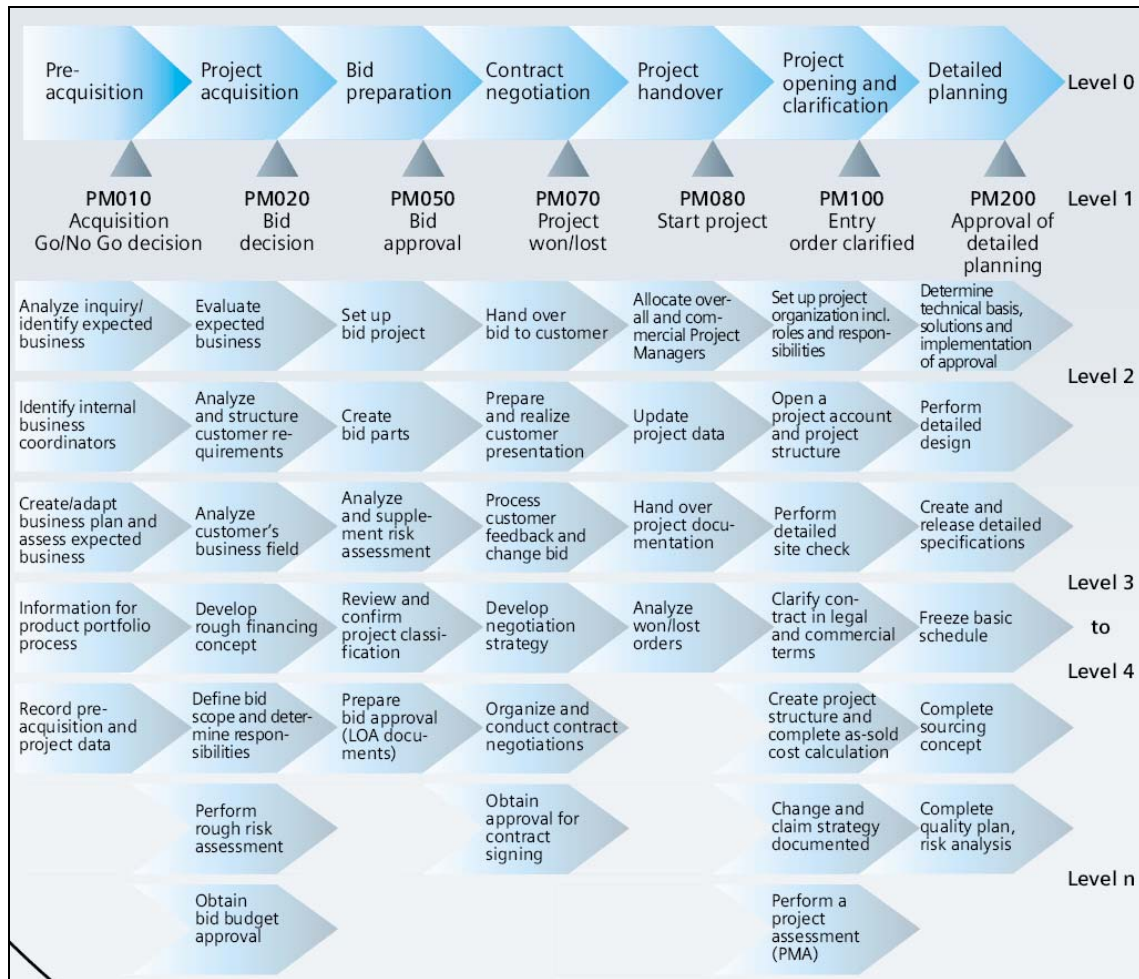 Pre-
acquisition
Project
acquisition
Bid
preparation
Contract
negotiation
Project
handover
Project
opening and
clarification
Detailed
planning
Level 0
PM010
Acquisition
Go/No Go decision
PM020
Bid
decision
PM050
Bid
approval
PM070
Project
won/lost
PM080
Start project
PM100
Entry
order clarified
PM200
Approval of
detailed
planning
Level 1
Analyze inquiry/
identify expected
business
Evaluate
expected
business
Set up
bid project
Hand over
bid to customer
Allocate over-
all and com-
mercial Project
Managers
Set up project
organization incl.
roles and respon-
sibilities
Determine
technical basis,
solutions and
implementation
of approval
Level 2
Identify internal
business
coordinators
Analyze
and structure
customer re-
quirements
Create
bid parts
Prepare
and realize
customer
presentation
Update
project data
Open a
project account
and project
structure
Perform
detailed
design
Create/adapt
business plan and
assess expected
business
Analyze
customer's
business field
Analyze
and supple-
ment risk
assessment
Process
customer
feedback and
change bid
Hand over
project docu-
mentation
Perform
detailed
site check
Create and
release detailed
specifications
Level 3
to
Level 4
Information for
product portfolio
process
Develop
rough financing
concept
Review and
confirm
project classi-
fication
Develop
negotiation
strategy
Analyze
won/lost
orders
Clarify con-
tract in legal
and commercial
terms
Freeze basic
schedule
Record pre-
acquisition and
project data
Define bid
scope and deter-
mine respon-
sibilities
Prepare
bid approval
(LOA docu-
ments)
Organize and
conduct contract
negotiations
Create project
structure and
complete as-sold
cost calculation
Complete
sourcing
concept
Perform
rough risk
assessment
Obtain
approval for
contract
signing
Change and
claim strategy
documented
Complete
quality plan,
risk analysis
Level n
Obtain
bid budget
approval
Perform a
project
assessment
(PMA)